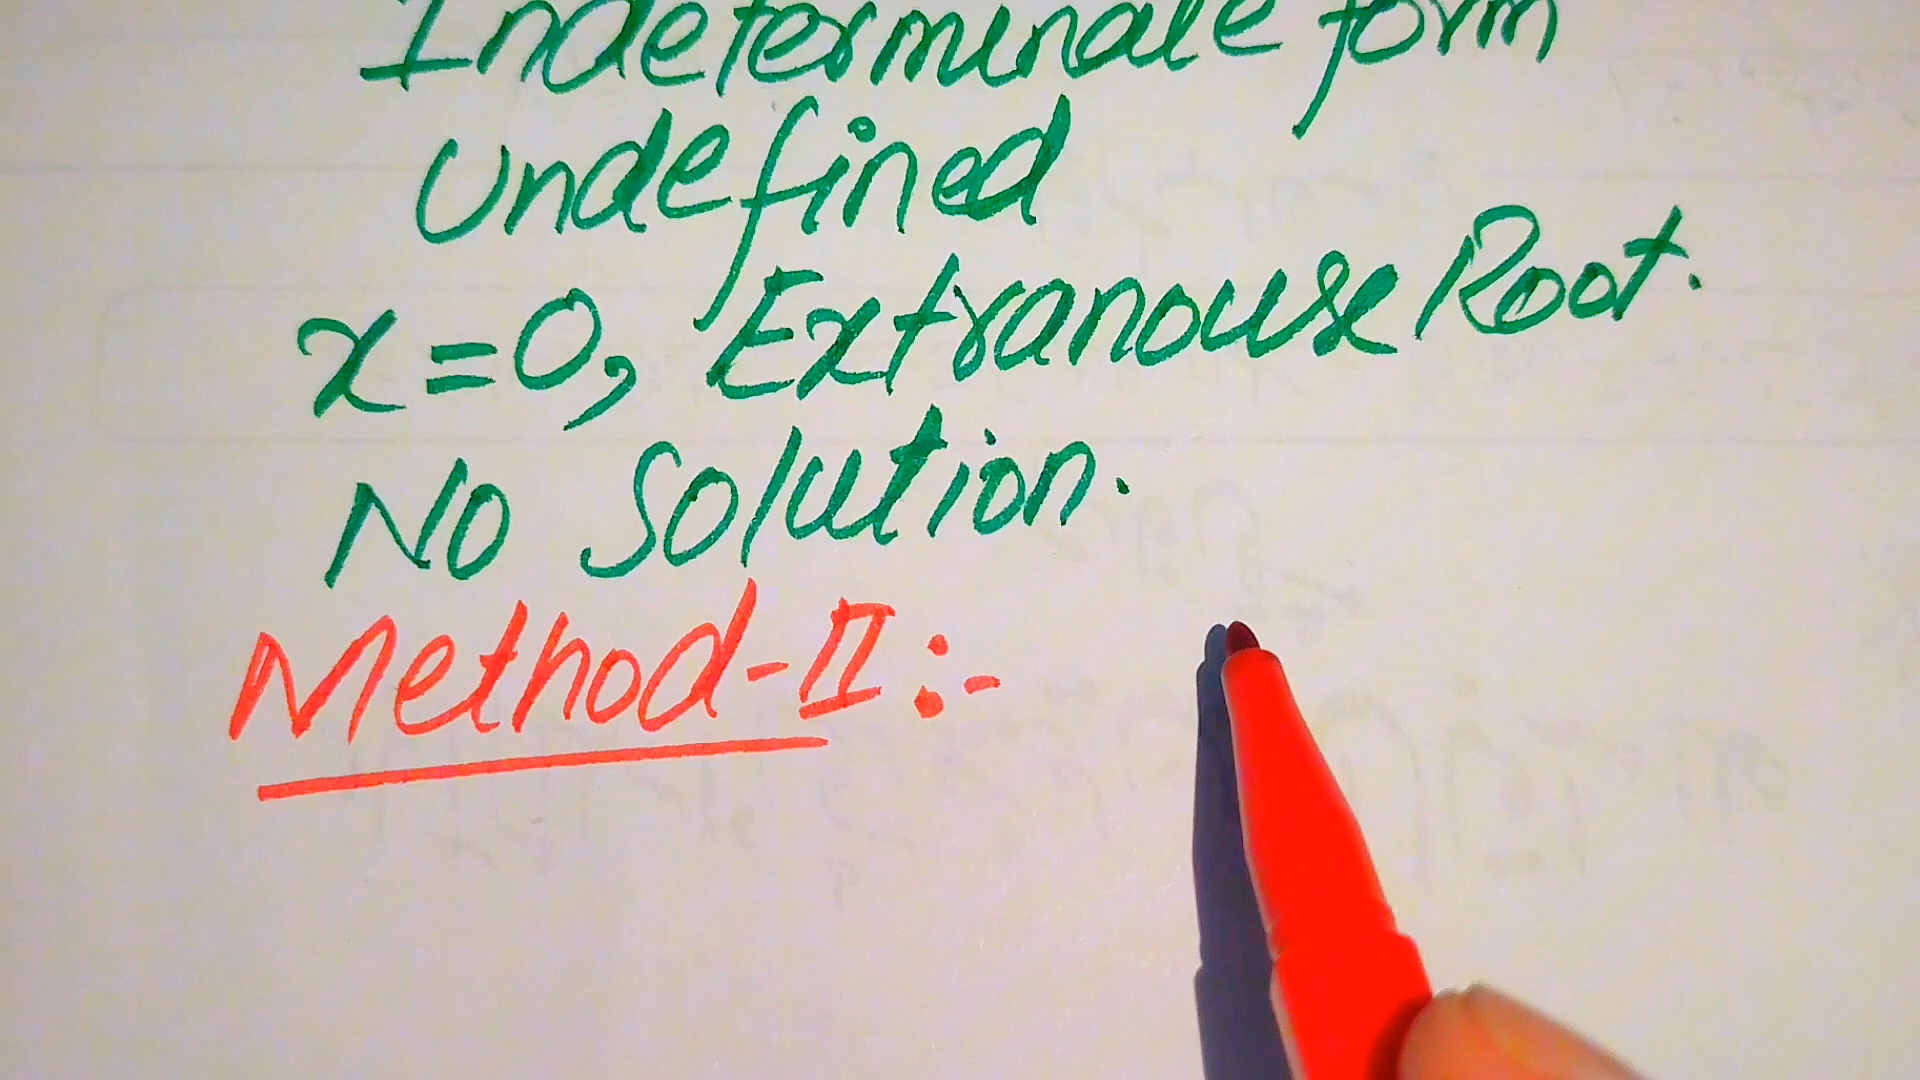 Indeterminate form
Undefined
x=0, Extranouse Root.
No Solution.
Method-II:-